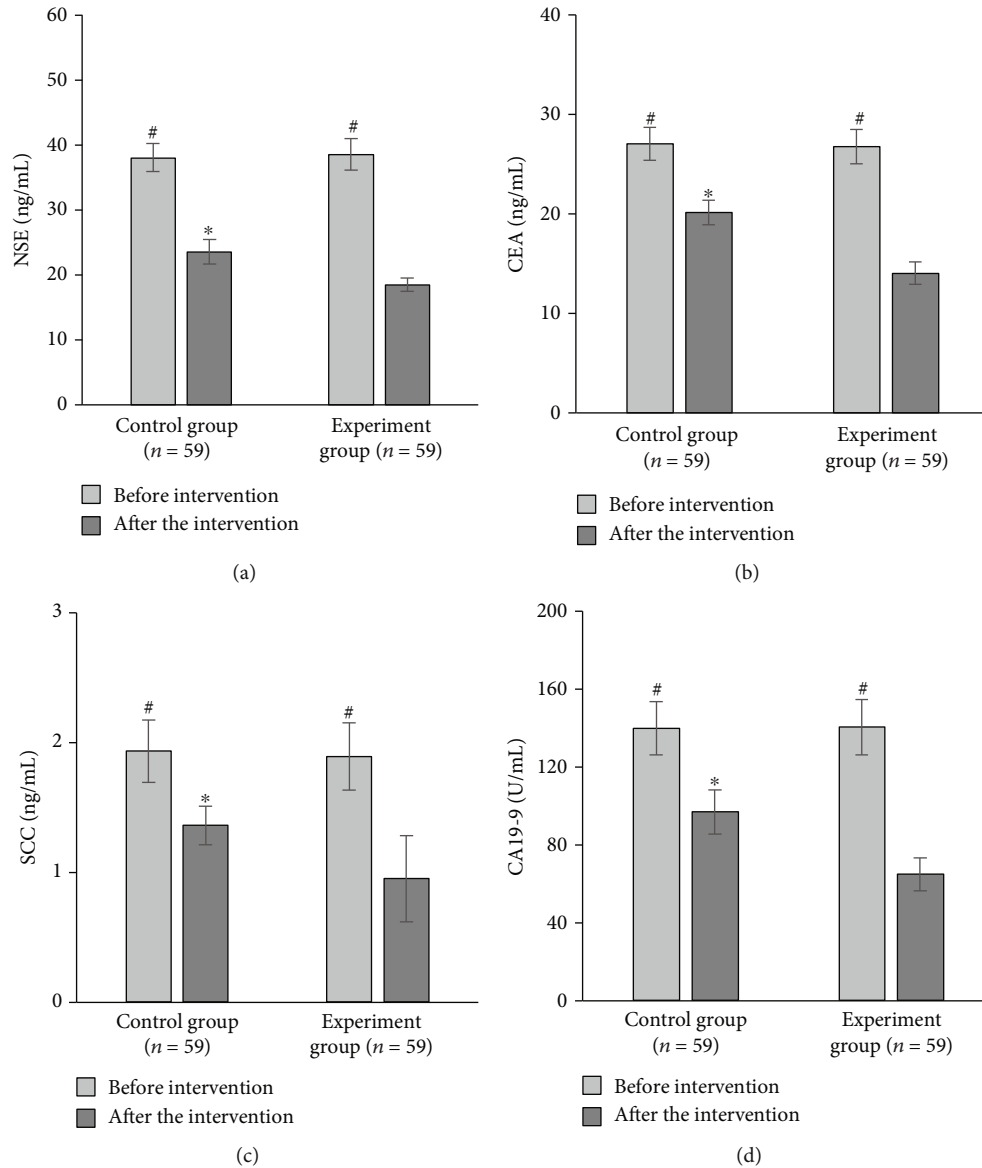 60
50
40
30
20
10
0
NSE (ng/mL)
#
*
#
Control group
(n = 59)
Experiment
group (n = 59)
Before intervention
After the intervention
(a)
40
30
20
10
0
CEA (ng/mL)
#
*
#
Control group
(n = 59)
Experiment
group (n = 59)
Before intervention
After the intervention
(b)
3
2
1
0
SCC (ng/mL)
#
*
#
Control group
(n = 59)
Experiment
group (n = 59)
Before intervention
After the intervention
(c)
200
160
120
80
40
0
CA19-9 (U/mL)
#
*
#
Control group
(n = 59)
Experiment
group (n = 59)
Before intervention
After the intervention
(d)